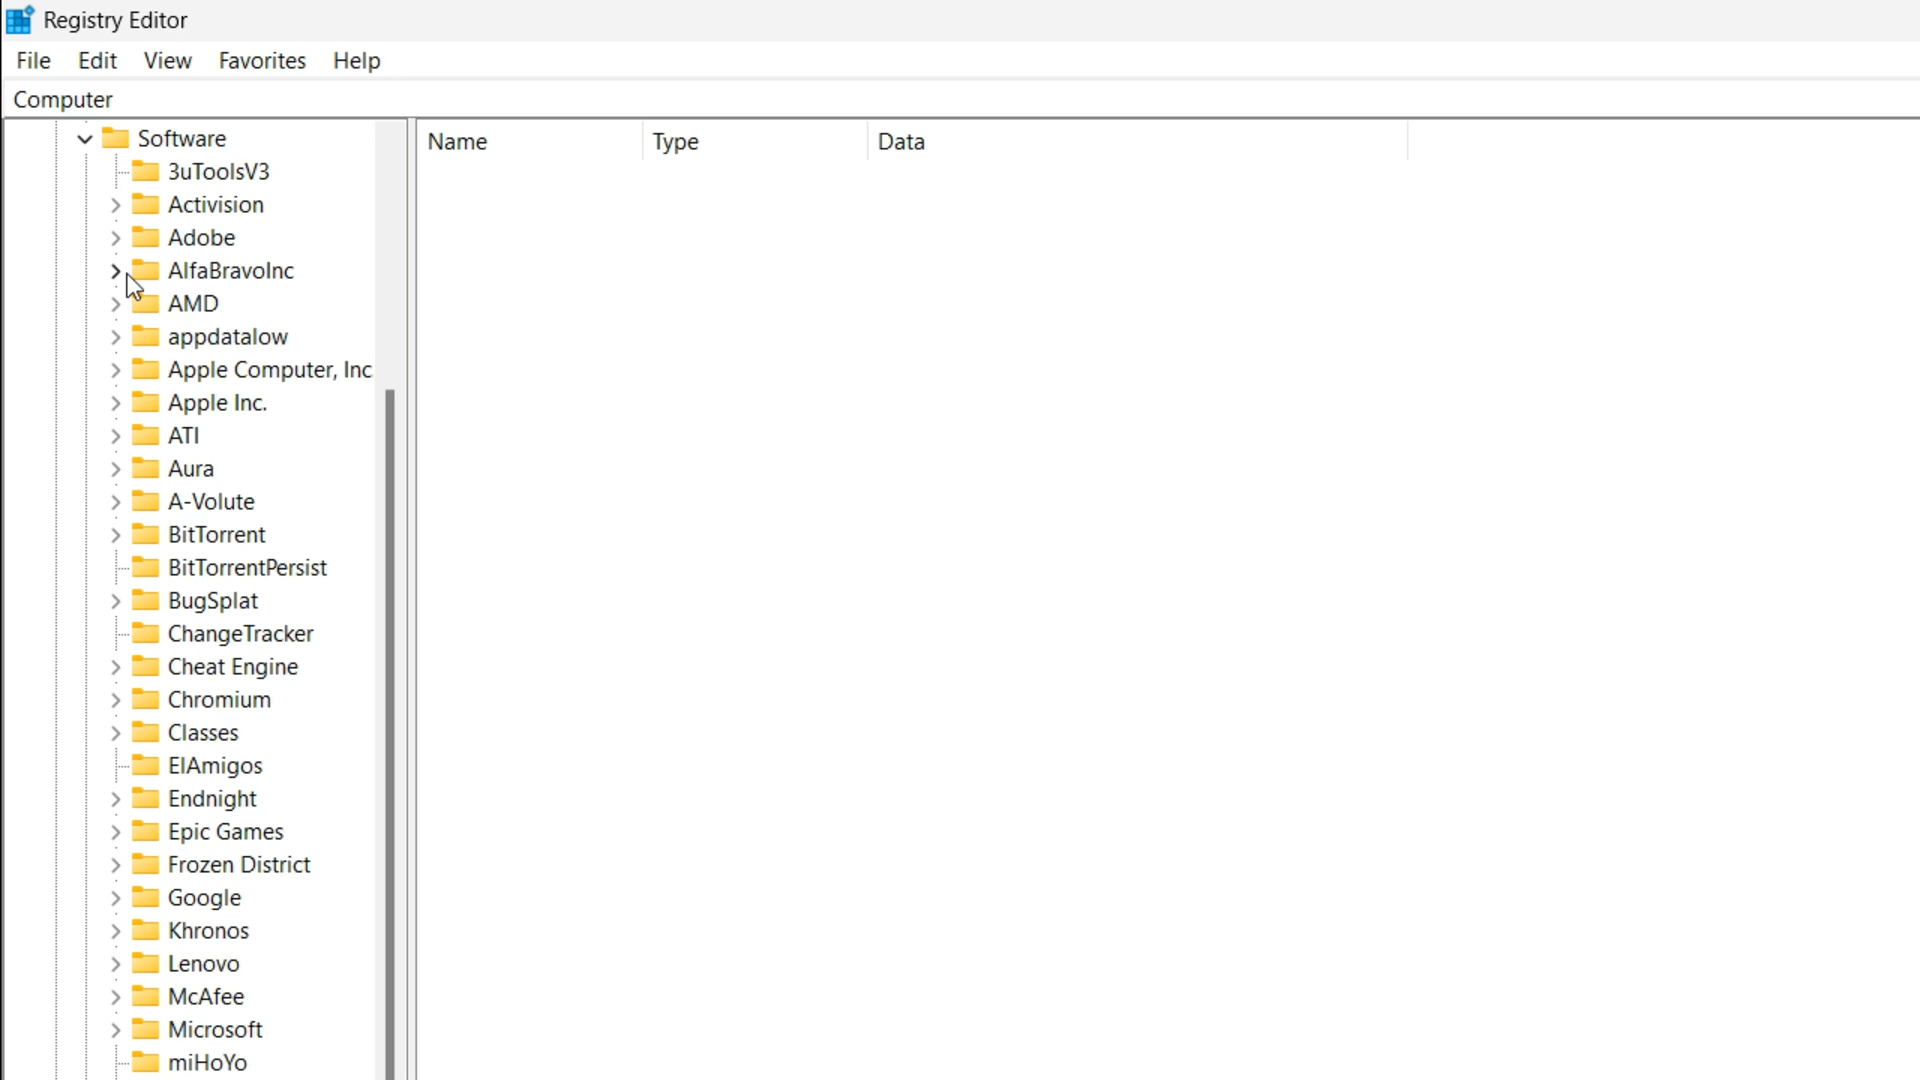 Registry Editor
File Edit View Favorites Help
Computer
Name Type Data
Software
3uToolsV3
Activision
Adobe
AlfaBravoInc
AMD
appdatalow
Apple Computer, Inc.
Apple Inc.
ATI
Aura
A-Volute
BitTorrent
BitTorrentPersist
BugSplat
ChangeTracker
Cheat Engine
Chromium
Classes
ElAmigos
Endnight
Epic Games
Frozen District
Google
Khronos
Lenovo
McAfee
Microsoft
miHoYo